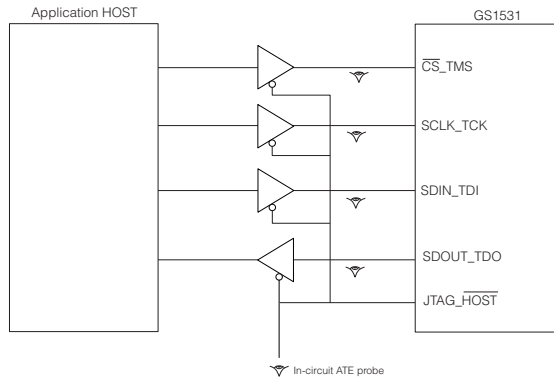 Application HOST
GS1531
CS_TMS
SCLK_TCK
SDIN_TDI
SDOUT_TDO
JTAG_HOST
In-circuit ATE probe